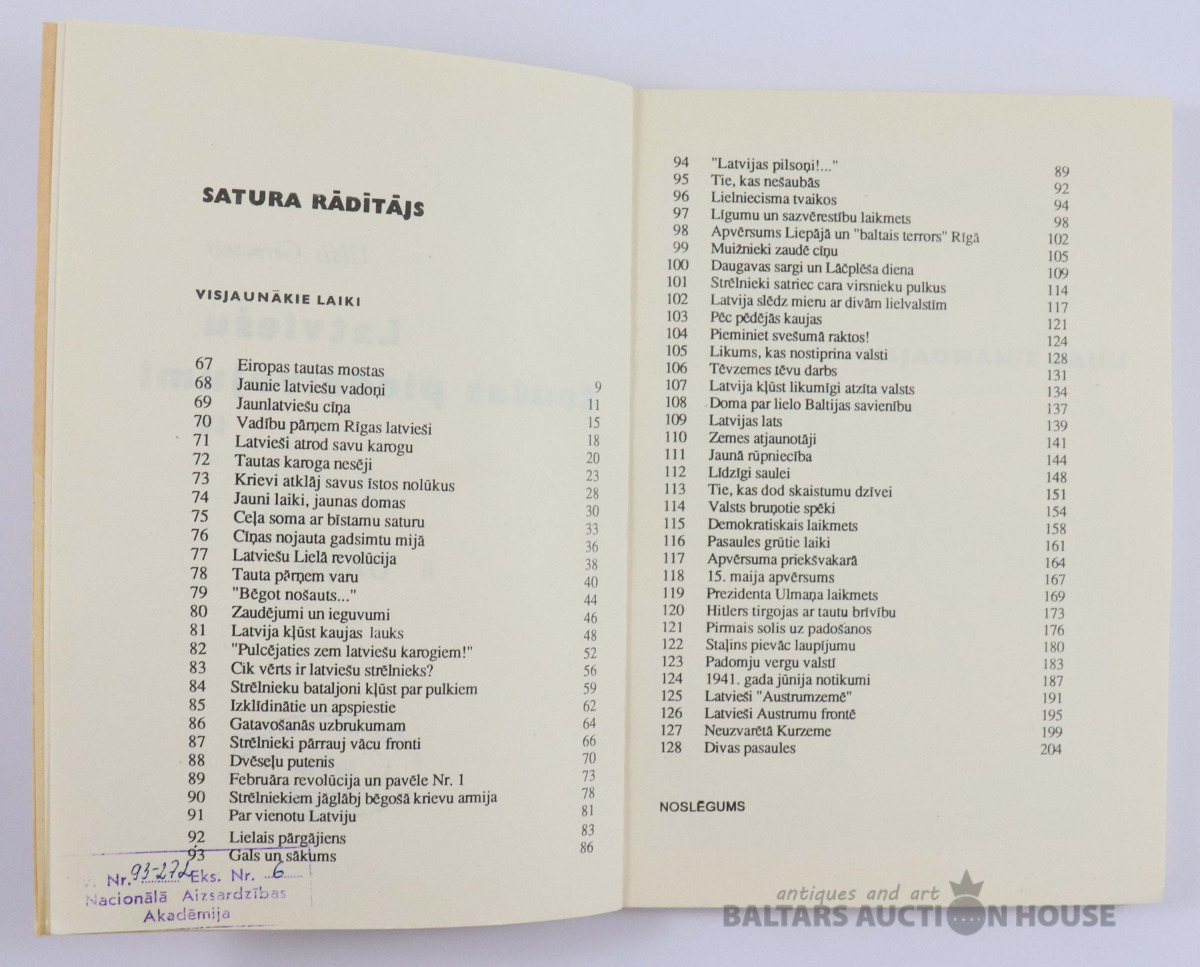 SATURA RĀDĪTĀJS
VISJAUNĀKIE LAIKI
67 Eiropas tautas mostas 9
68 Jaunie latviešu vadoņi 11
69 Jaunlatviešu cīņa 15
70 Vadību pārņem Rīgas latvieši 18
71 Latvieši atrod savu karogu 20
72 Tautas karoga nesēji 23
73 Krievi atklāj savus īstos nolūkus 28
74 Jauni laiki, jaunas domas 30
75 Ceļa soma ar bīstamu saturu 33
76 Cīņas nojauta gadsimtu mijā 36
77 Latviešu Lielā revolūcija 38
78 Tauta pārņem varu 40
79 "Bēgot nošauts..." 44
80 Zaudējumi un ieguvumi 46
81 Latvija kļūst kaujas lauks 48
82 "Pulcējaties zem latviešu karogiem!" 52
83 Cik vērts ir latviešu strēlnieks? 56
84 Strēlnieku bataljoni kļūst par pulkiem 59
85 Izklīdinātie un apspiestie 62
86 Gatavošanās uzbrukumam 64
87 Strēlnieki pārrauj vācu fronti 66
88 Dvēseļu putenis 70
89 Februāra revolūcija un pavēle Nr. 1 73
90 Strēlniekiem jāglābj bēgošā krievu armija 78
91 Par vienotu Latviju 81
92 Lielais pārgājiens 83
93 Gals un sākums 86
Nr. 93-272 Eks. Nr. 6
Nacionālā Aizsardzības
Akadēmija
94 "Latvijas pilsoņi!..." 89
95 Tie, kas nešaubās 92
96 Lielniecisma tvaikos 94
97 Līgumu un sazvērestību laikmets 98
98 Apvērsums Liepājā un "baltais terrors" Rīgā 102
99 Muižnieki zaudē cīņu 105
100 Daugavas sargi un Lāčplēša diena 109
101 Strēlnieki satriec cara virsnieku pulkus 114
102 Latvija slēdz mieru ar divām lielvalstīm 117
103 Pēc pēdējās kaujas 121
104 Pieminiet svešumā raktos! 124
105 Likums, kas nostiprina valsti 128
106 Tēvzemes tēvu darbs 131
107 Latvija kļūst likumīgi atzīta valsts 134
108 Doma par lielo Baltijas savienību 137
109 Latvijas lats 139
110 Zemes atjaunotāji 141
111 Jaunā rūpniecība 144
112 Līdzīgi saulei 148
113 Tie, kas dod skaistumu dzīvei 151
114 Valsts bruņotie spēki 154
115 Demokratiskais laikmets 158
116 Pasaules grūtie laiki 161
117 Apvērsuma priekšvakarā 164
118 15. maija apvērsums 167
119 Prezidenta Ulmaņa laikmets 169
120 Hitlers tirgojas ar tautu brīvību 173
121 Pirmais solis uz padošanos 176
122 Staļins pievāc laupījumu 180
123 Padomju vergu valstī 183
124 1941. gada jūnija notikumi 187
125 Latvieši "Austrumzemē" 191
126 Latvieši Austrumu frontē 195
127 Neuzvarētā Kurzeme 199
128 Divas pasaules 204
NOSLĒGUMS
antiques and art
BALTARS AUCTION HOUSE